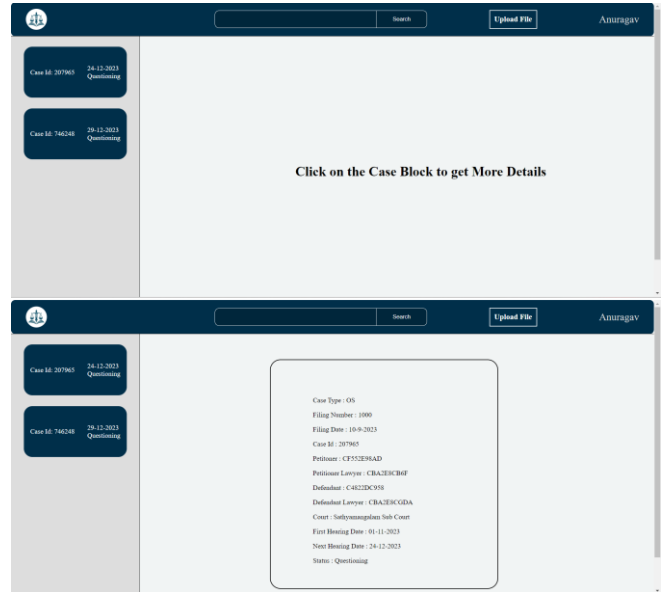 Search
Upload File
Anuragav
Case Id: 207965
24-12-2023
Questioning
Case Id: 746248
29-12-2023
Questioning
Click on the Case Block to get More Details
Search
Upload File
Anuragav
Case Id: 207965
24-12-2023
Questioning
Case Id: 746248
29-12-2023
Questioning
Case Type : OS
Filing Number : 1000
Filing Date : 10-9-2023
Case Id : 207965
Petitoner : CF552E98AD
Petitioner Lawyer : CBA2E8CB6F
Defendant : C4822DC958
Defendant Lawyer : CBA2E8CGDA
Court : Sathyamangalam Sub Court
First Hearing Date : 01-11-2023
Next Hearing Date : 24-12-2023
Status : Questioning